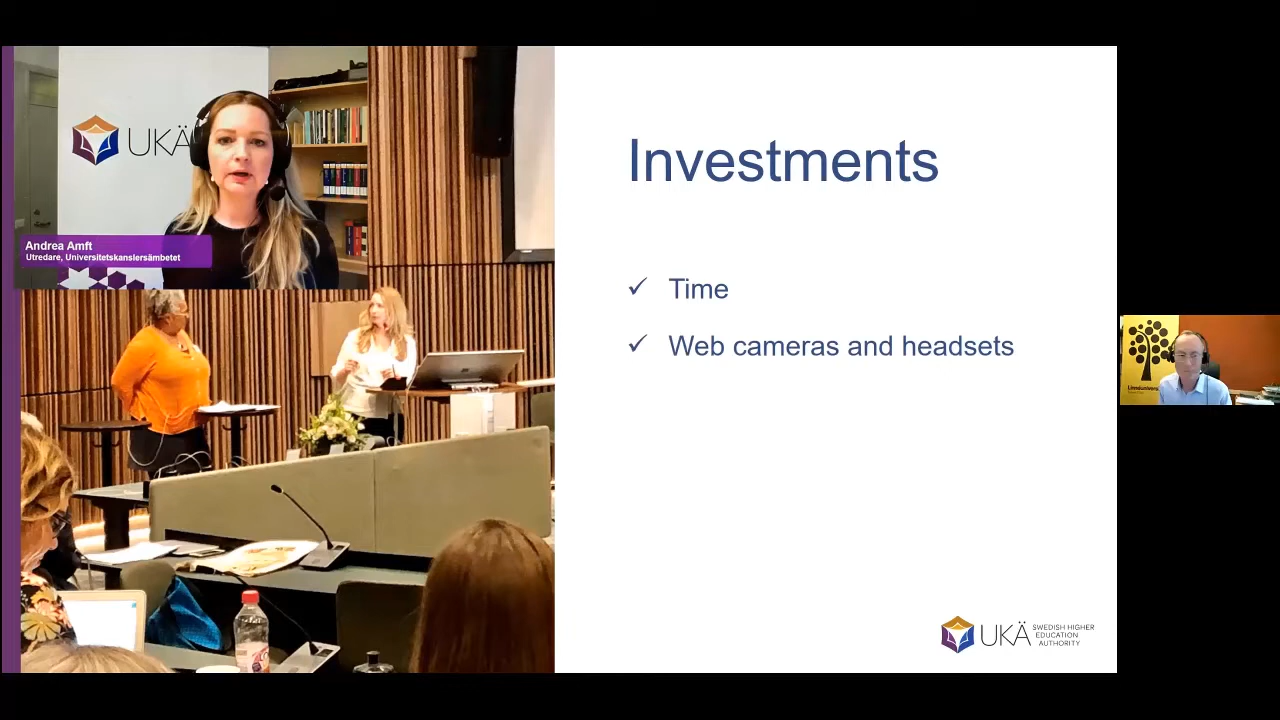 UKÄ
Andrea Amft
Utredare, Universitetskanslersämbetet
Investments
✓ Time
✓ Web cameras and headsets
UKÄ
SWEDISH HIGHER
EDUCATION
AUTHORITY